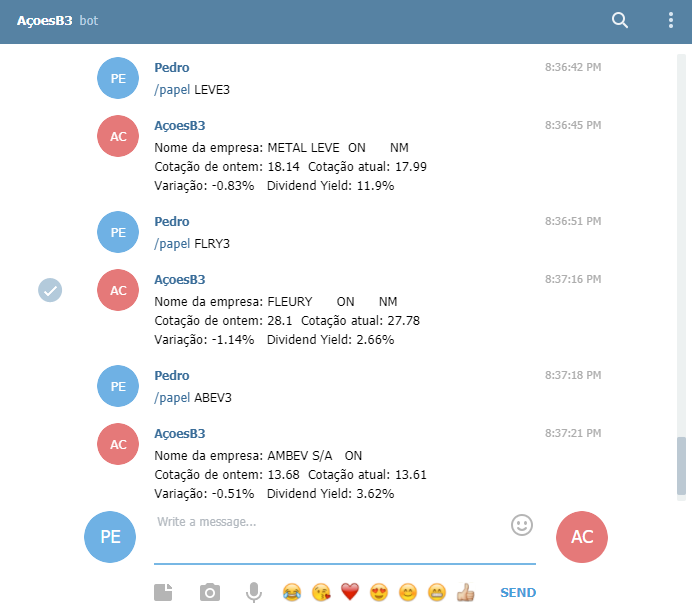 AçoesB3 bot
PE
Pedro 8:36:42 PM
/papel LEVE3
AC
AçoesB3 8:36:45 PM
Nome da empresa: METAL LEVE ON NM
Cotação de ontem: 18.14 Cotação atual: 17.99
Variação: -0.83% Dividend Yield: 11.9%
PE
Pedro 8:36:51 PM
/papel FLRY3
AC
AçoesB3 8:37:16 PM
Nome da empresa: FLEURY ON NM
Cotação de ontem: 28.1 Cotação atual: 27.78
Variação: -1.14% Dividend Yield: 2.66%
PE
Pedro 8:37:18 PM
/papel ABEV3
AC
AçoesB3 8:37:21 PM
Nome da empresa: AMBEV S/A ON
Cotação de ontem: 13.68 Cotação atual: 13.61
Variação: -0.51% Dividend Yield: 3.62%
PE
Write a message...
AC
SEND